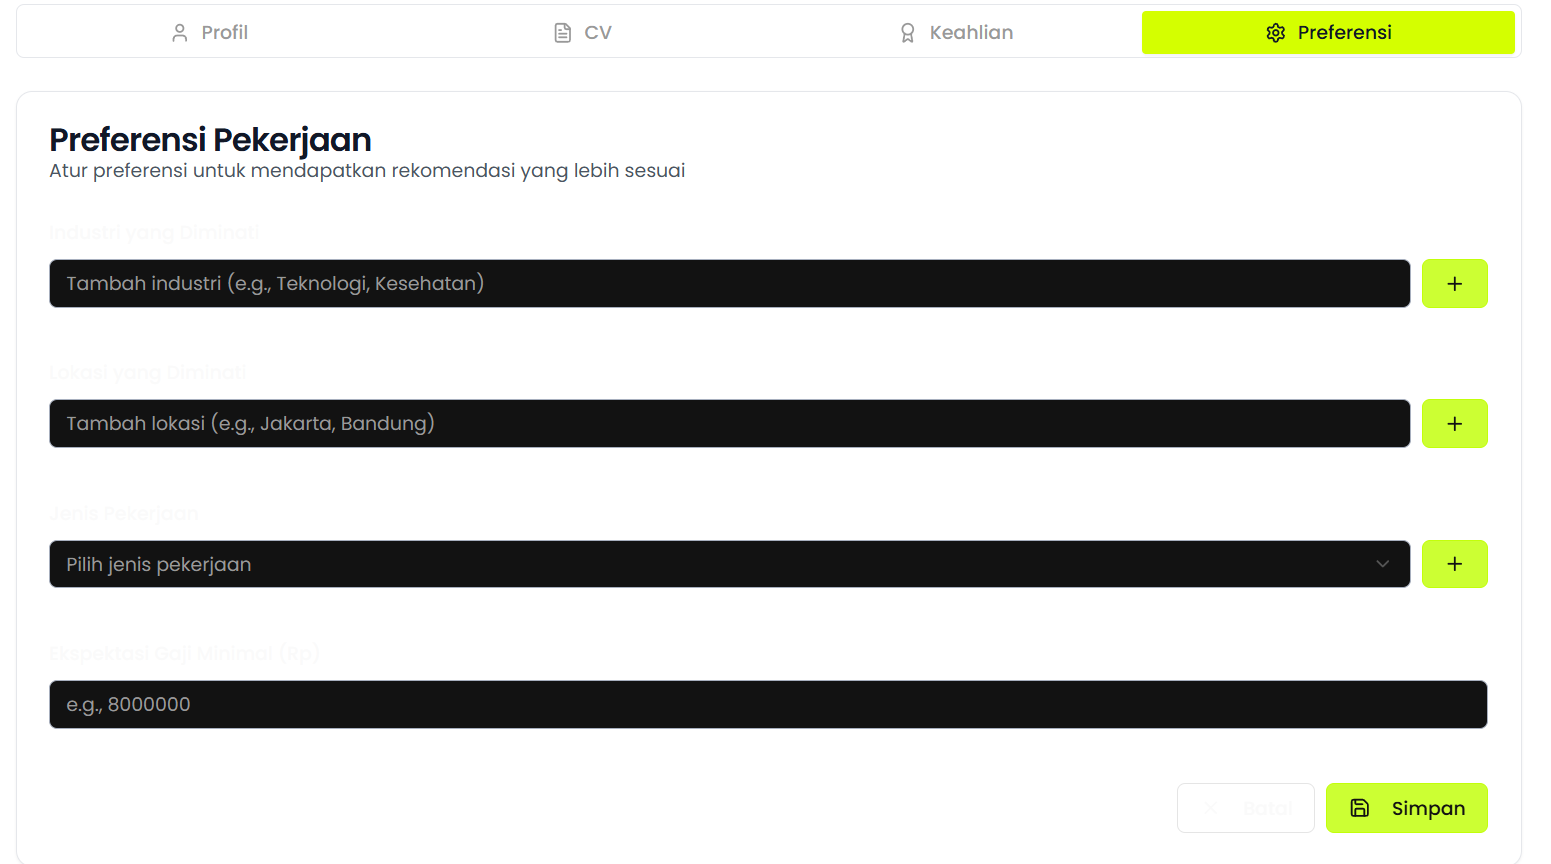 Profil
CV
Keahlian
Preferensi
Preferensi Pekerjaan
Atur preferensi untuk mendapatkan rekomendasi yang lebih sesuai
Industri yang Diminati
Tambah industri (e.g., Teknologi, Kesehatan)
Lokasi yang Diminati
Tambah lokasi (e.g., Jakarta, Bandung)
Jenis Pekerjaan
Pilih jenis pekerjaan
Ekspektasi Gaji Minimal (Rp)
e.g., 8000000
Batal
Simpan